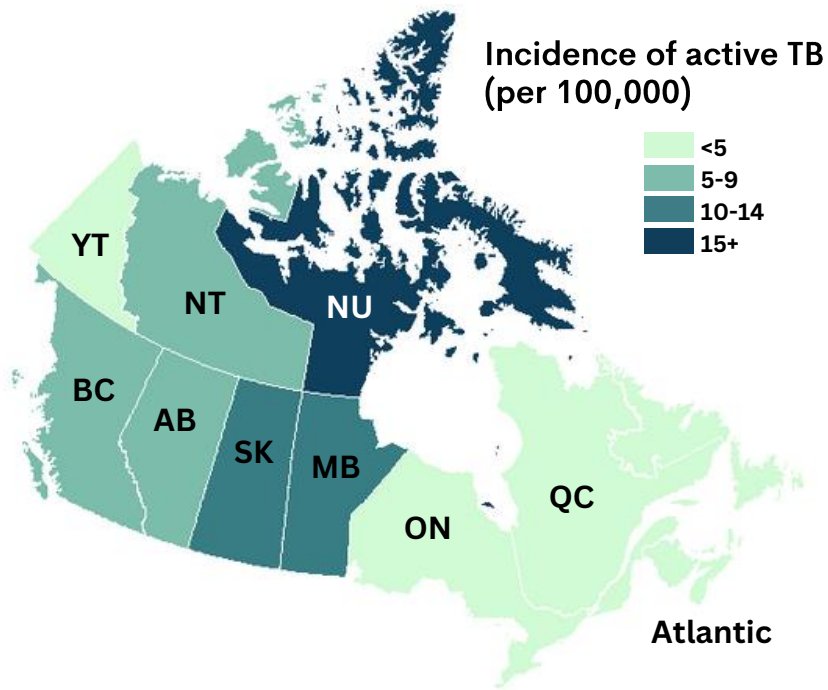 Incidence of active TB
(per 100,000)
<5
5-9
10-14
15+
YT
NT
NU
BC
AB
SK
MB
ON
QC
Atlantic